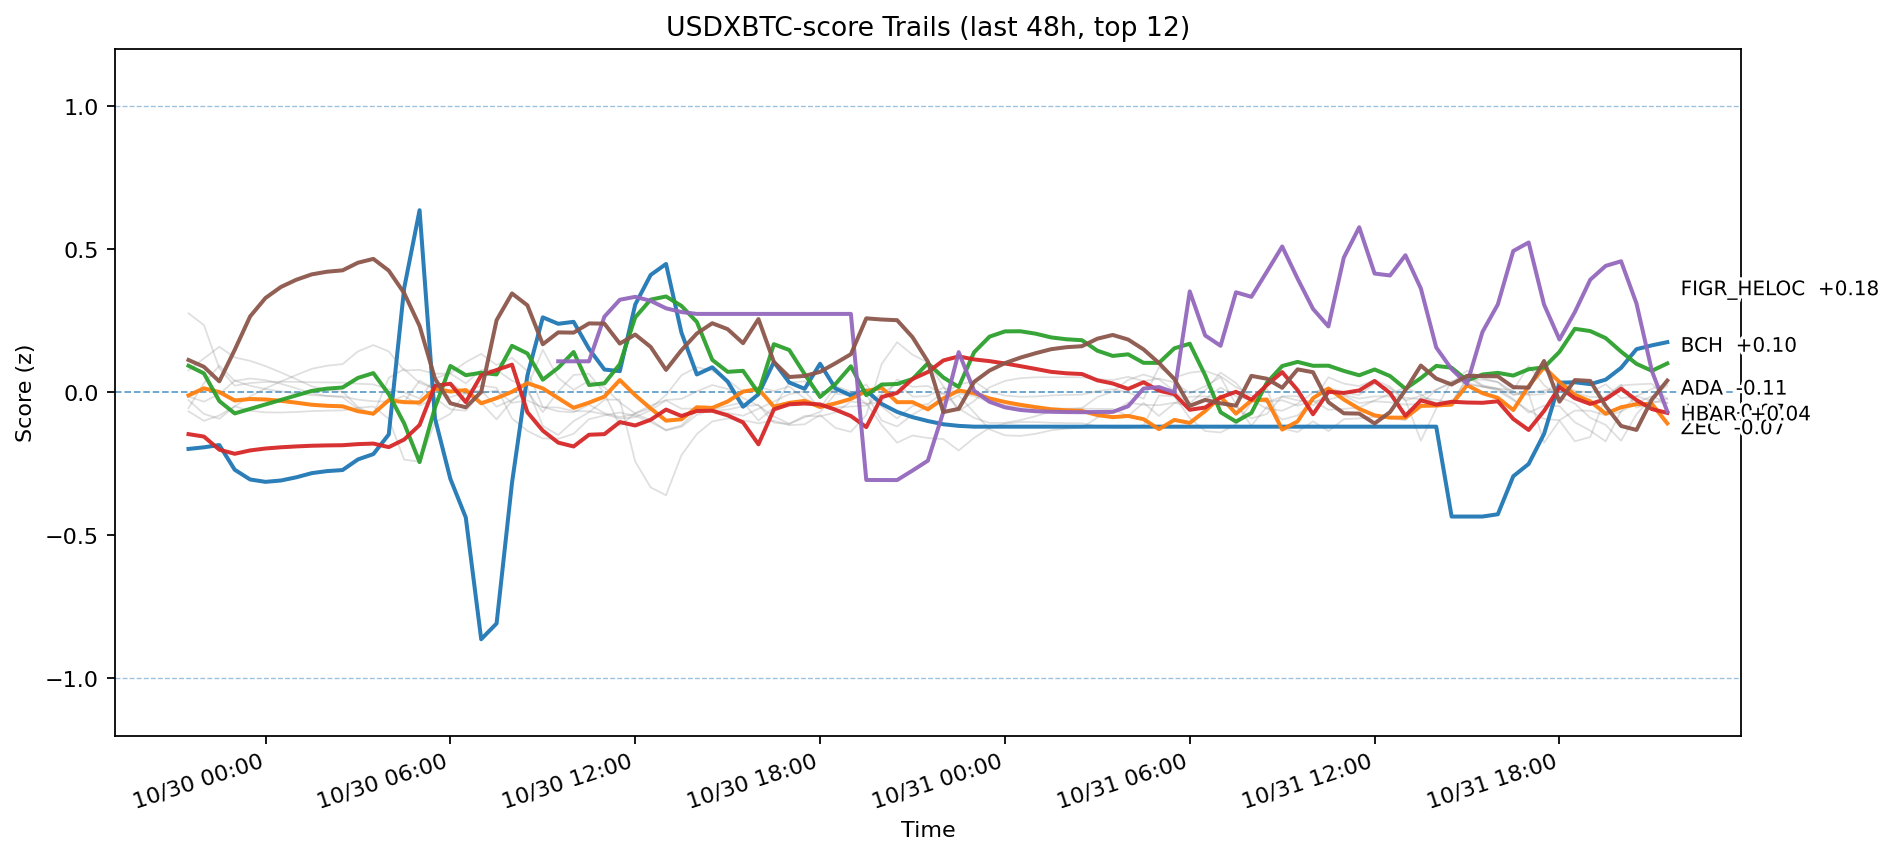 USDXBTC-score Trails (last 48h, top 12)
Score (z)
1.0
0.5
0.0
−0.5
−1.0
FIGR_HELOC +0.18
BCH +0.10
ADA -0.11
HBAR +0.04
ZEC -0.07
10/30 00:00
10/30 06:00
10/30 12:00
10/30 18:00
10/31 00:00
10/31 06:00
10/31 12:00
10/31 18:00
Time